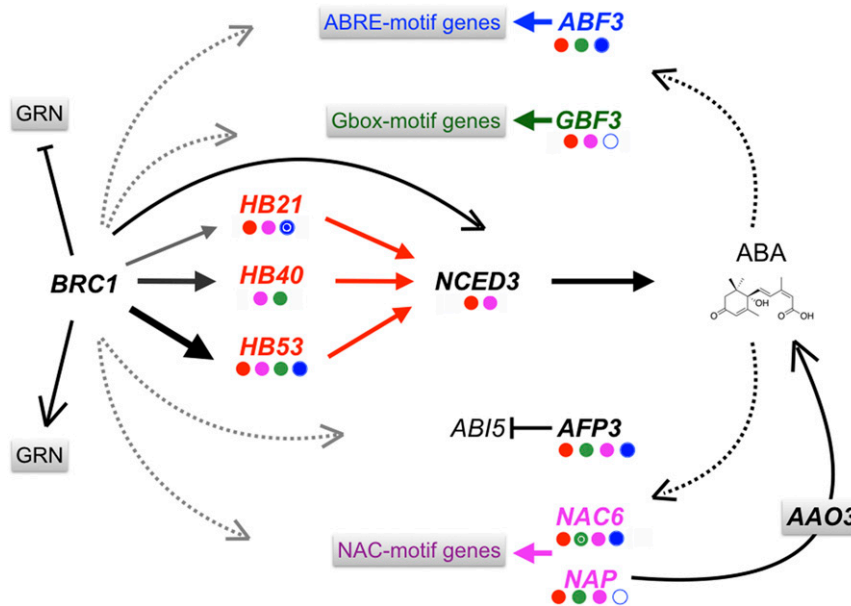 ABRE-motif genes
ABF3
GRN
Gbox-motif genes
GBF3
HB21
ABA
BRC1
HB40
NCED3
OH
O
O
OH
HB53
GRN
ABI5
AFP3
NAC6
AAO3
NAC-motif genes
NAP